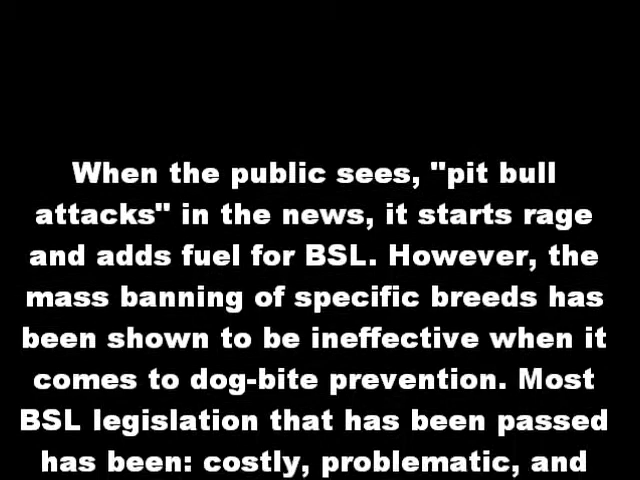 When the public sees, "pit bull
attacks" in the news, it starts rage
and adds fuel for BSL. However, the
mass banning of specific breeds has
been shown to be ineffective when it
comes to dog-bite prevention. Most
BSL legislation that has been passed
has been: costly, problematic, and